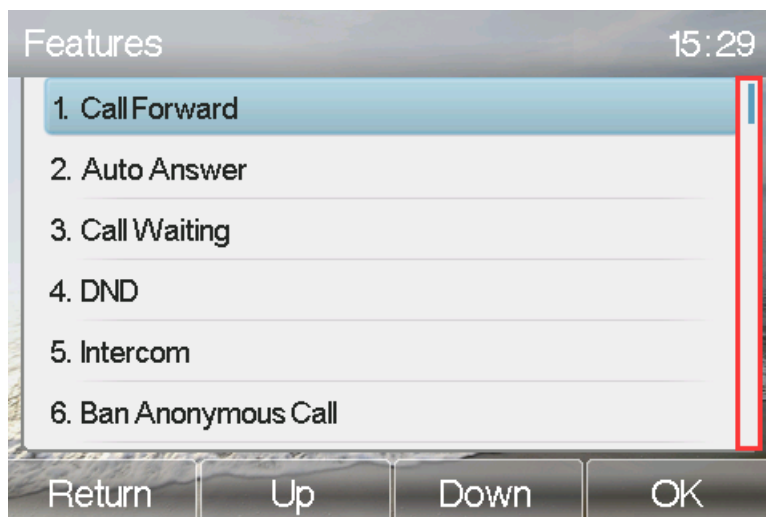 Features 15:29
1. Call Forward
2. Auto Answer
3. Call Waiting
4. DND
5. Intercom
6. Ban Anonymous Call
Return Up Down OK